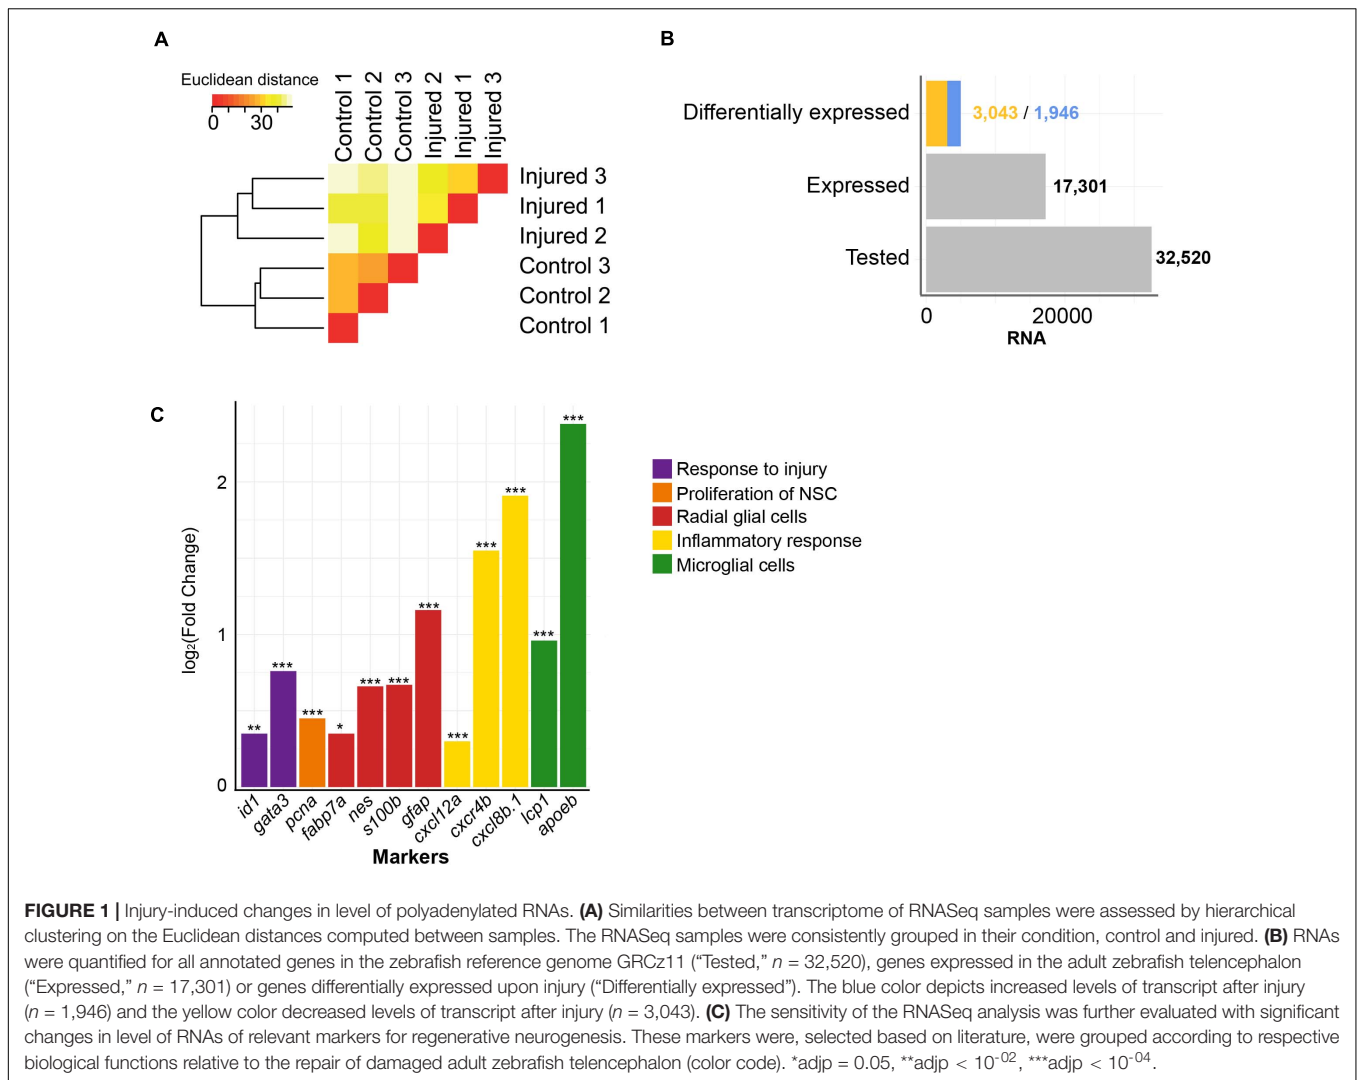 A
Euclidean distance
0 30
Control 1
Control 2
Control 3
Injured 2
Injured 1
Injured 3
Injured 3
Injured 1
Injured 2
Control 3
Control 2
Control 1
B
Differentially expressed
3,043 / 1,946
Expressed
17,301
Tested
32,520
0 20000
RNA
C
log2(Fold Change)
2
1
0
**
***
***
*
***
***
***
***
***
***
***
***
id1
gata3
pcna
fabp7a
nes
s100b
gfap
cxcl12a
cxcr4b
cxcl8b.1
lcp1
apoeb
Markers
Response to injury
Proliferation of NSC
Radial glial cells
Inflammatory response
Microglial cells
FIGURE 1 | Injury-induced changes in level of polyadenylated RNAs. (A) Similarities between transcriptome of RNASeq samples were assessed by hierarchical
clustering on the Euclidean distances computed between samples. The RNASeq samples were consistently grouped in their condition, control and injured. (B) RNAs
were quantified for all annotated genes in the zebrafish reference genome GRCz11 (“Tested,” n = 32,520), genes expressed in the adult zebrafish telencephalon
(“Expressed,” n = 17,301) or genes differentially expressed upon injury (“Differentially expressed”). The blue color depicts increased levels of transcript after injury
(n = 1,946) and the yellow color decreased levels of transcript after injury (n = 3,043). (C) The sensitivity of the RNASeq analysis was further evaluated with significant
changes in level of RNAs of relevant markers for regenerative neurogenesis. These markers were, selected based on literature, were grouped according to respective
biological functions relative to the repair of damaged adult zebrafish telencephalon (color code). *adjp = 0.05, **adjp < 10-02, ***adjp < 10-04.